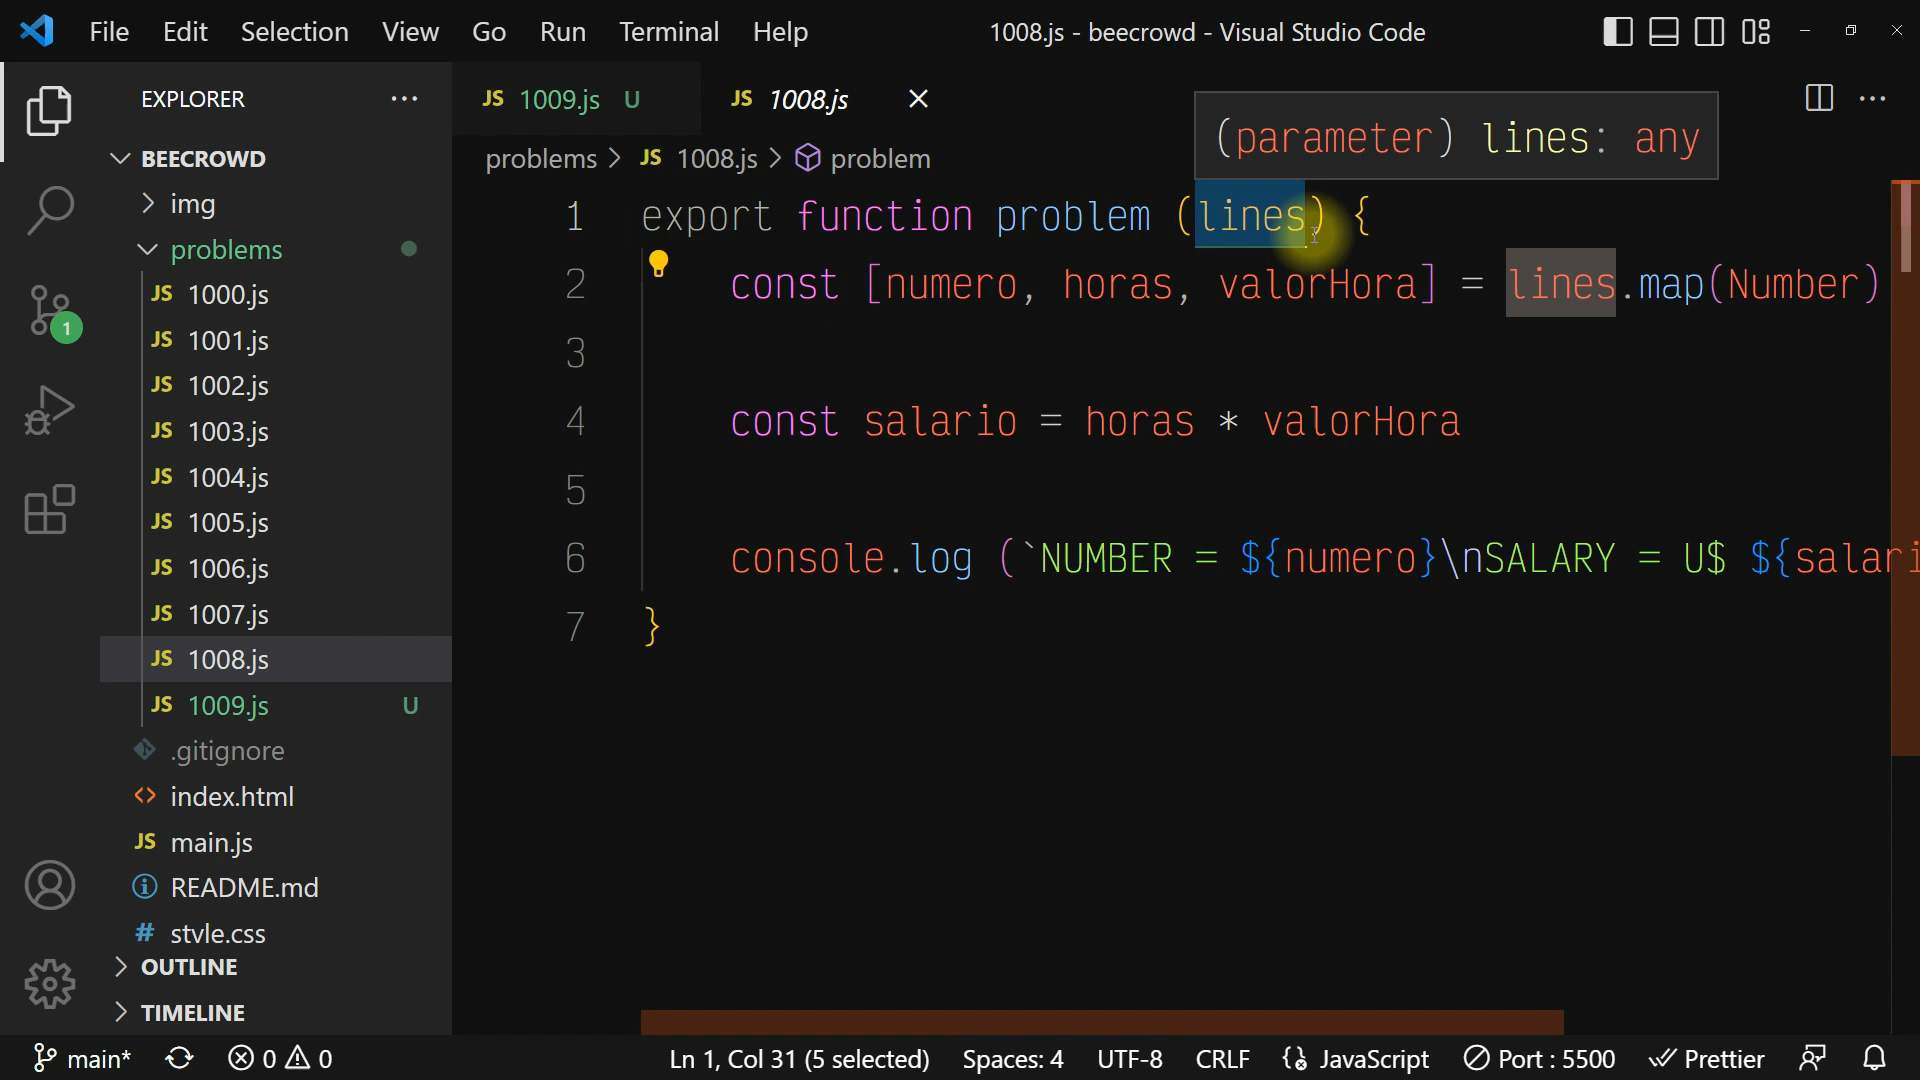 File Edit Selection View Go Run Terminal Help 1008.js - beecrowd - Visual Studio Code
EXPLORER
BEECROWD
img
problems
JS 1000.js
JS 1001.js
JS 1002.js
JS 1003.js
JS 1004.js
JS 1005.js
JS 1006.js
JS 1007.js
JS 1008.js
JS 1009.js U
.gitignore
<> index.html
JS main.js
README.md
# style.css
OUTLINE
TIMELINE
1
JS 1009.js U JS 1008.js
problems > JS 1008.js > problem
(parameter) lines: any
1 export function problem (lines) {
2 const [numero, horas, valorHora] = lines.map(Number)
3
4 const salario = horas * valorHora
5
6 console.log (`NUMBER = ${numero}\nSALARY = U$ ${salari
7 }
main* 0 0 Ln 1, Col 31 (5 selected) Spaces: 4 UTF-8 CRLF JavaScript Port : 5500 Prettier